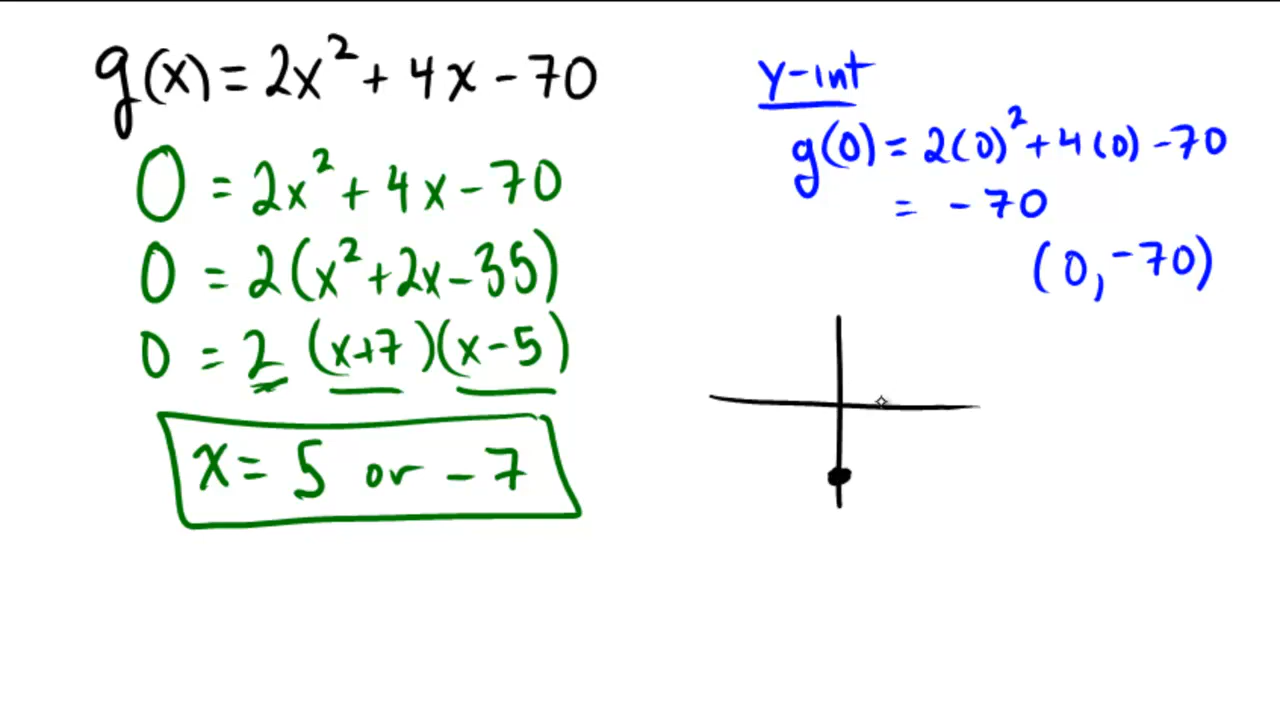 g(x) = 2x² + 4x - 70
0 = 2x² + 4x - 70
0 = 2(x² + 2x - 35)
0 = 2 (x+7)(x-5)
x = 5 or -7
y-int
g(0) = 2(0)² + 4(0) - 70
= -70
(0, -70)